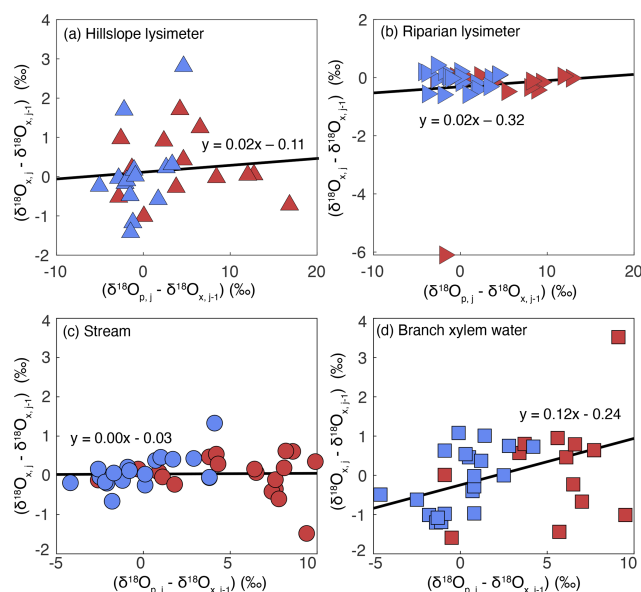 (a) Hillslope lysimeter
(δ¹⁸Oₓ,ⱼ - δ¹⁸Oₓ,ⱼ₋₁) (‰)
4
3
2
1
0
-1
-2
y = 0.02x – 0.11
-10
0
10
20
(δ¹⁸Oₚ,ⱼ - δ¹⁸Oₓ,ⱼ₋₁) (‰)
(b) Riparian lysimeter
(δ¹⁸Oₓ,ⱼ - δ¹⁸Oₓ,ⱼ₋₁) (‰)
2
0
-2
-4
-6
y = 0.02x – 0.32
-10
0
10
20
(δ¹⁸Oₚ,ⱼ - δ¹⁸Oₓ,ⱼ₋₁) (‰)
(c) Stream
(δ¹⁸Oₓ,ⱼ - δ¹⁸Oₓ,ⱼ₋₁) (‰)
4
3
2
1
0
-1
-2
y = 0.00x - 0.03
-5
0
5
10
(δ¹⁸Oₚ,ⱼ - δ¹⁸Oₓ,ⱼ₋₁) (‰)
(d) Branch xylem water
(δ¹⁸Oₓ,ⱼ - δ¹⁸Oₓ,ⱼ₋₁) (‰)
4
3
2
1
0
-1
-2
y = 0.12x - 0.24
-5
0
5
10
(δ¹⁸Oₚ,ⱼ - δ¹⁸Oₓ,ⱼ₋₁) (‰)